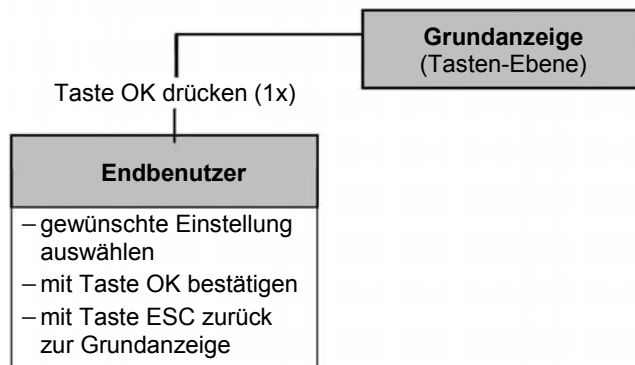 Grundanzeige
(Tasten-Ebene)
Taste OK drücken (1x)
Endbenutzer
– gewünschte Einstellung
auswählen
– mit Taste OK bestätigen
– mit Taste ESC zurück
zur Grundanzeige